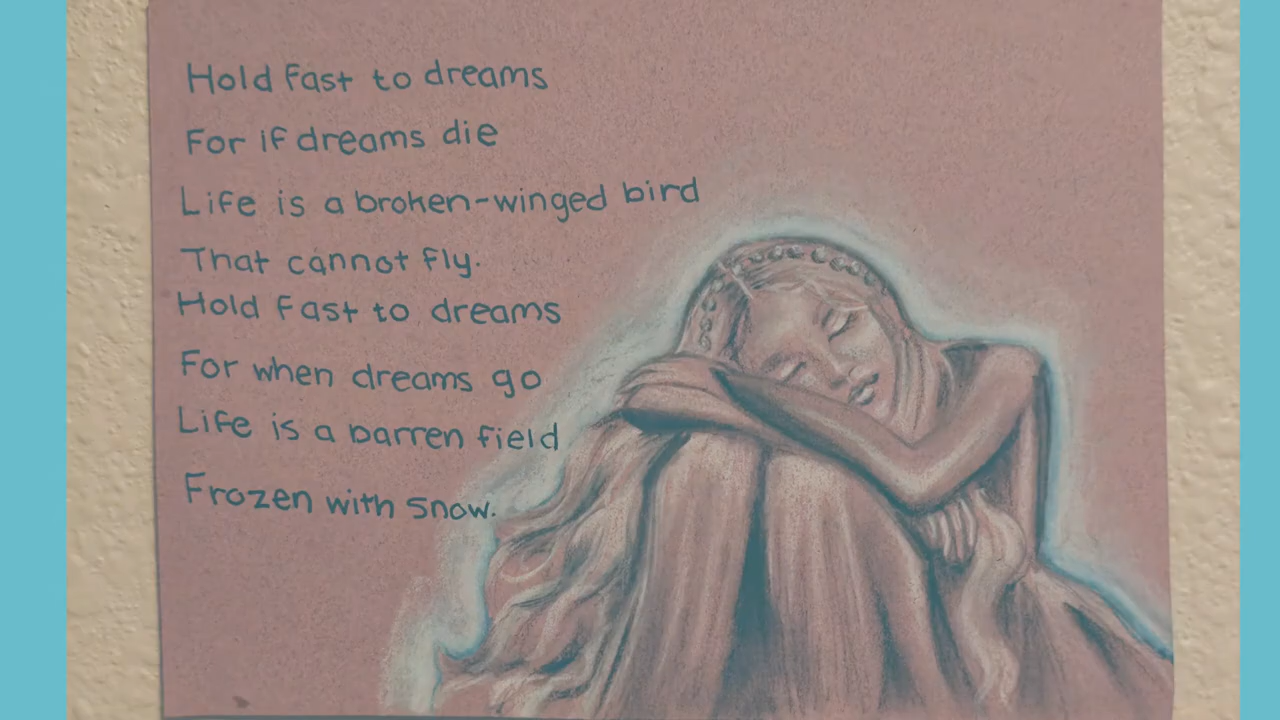 Hold fast to dreams
For if dreams die
Life is a broken-winged bird
That cannot fly.
Hold Fast to dreams
For when dreams go
Life is a barren field
Frozen with Snow.